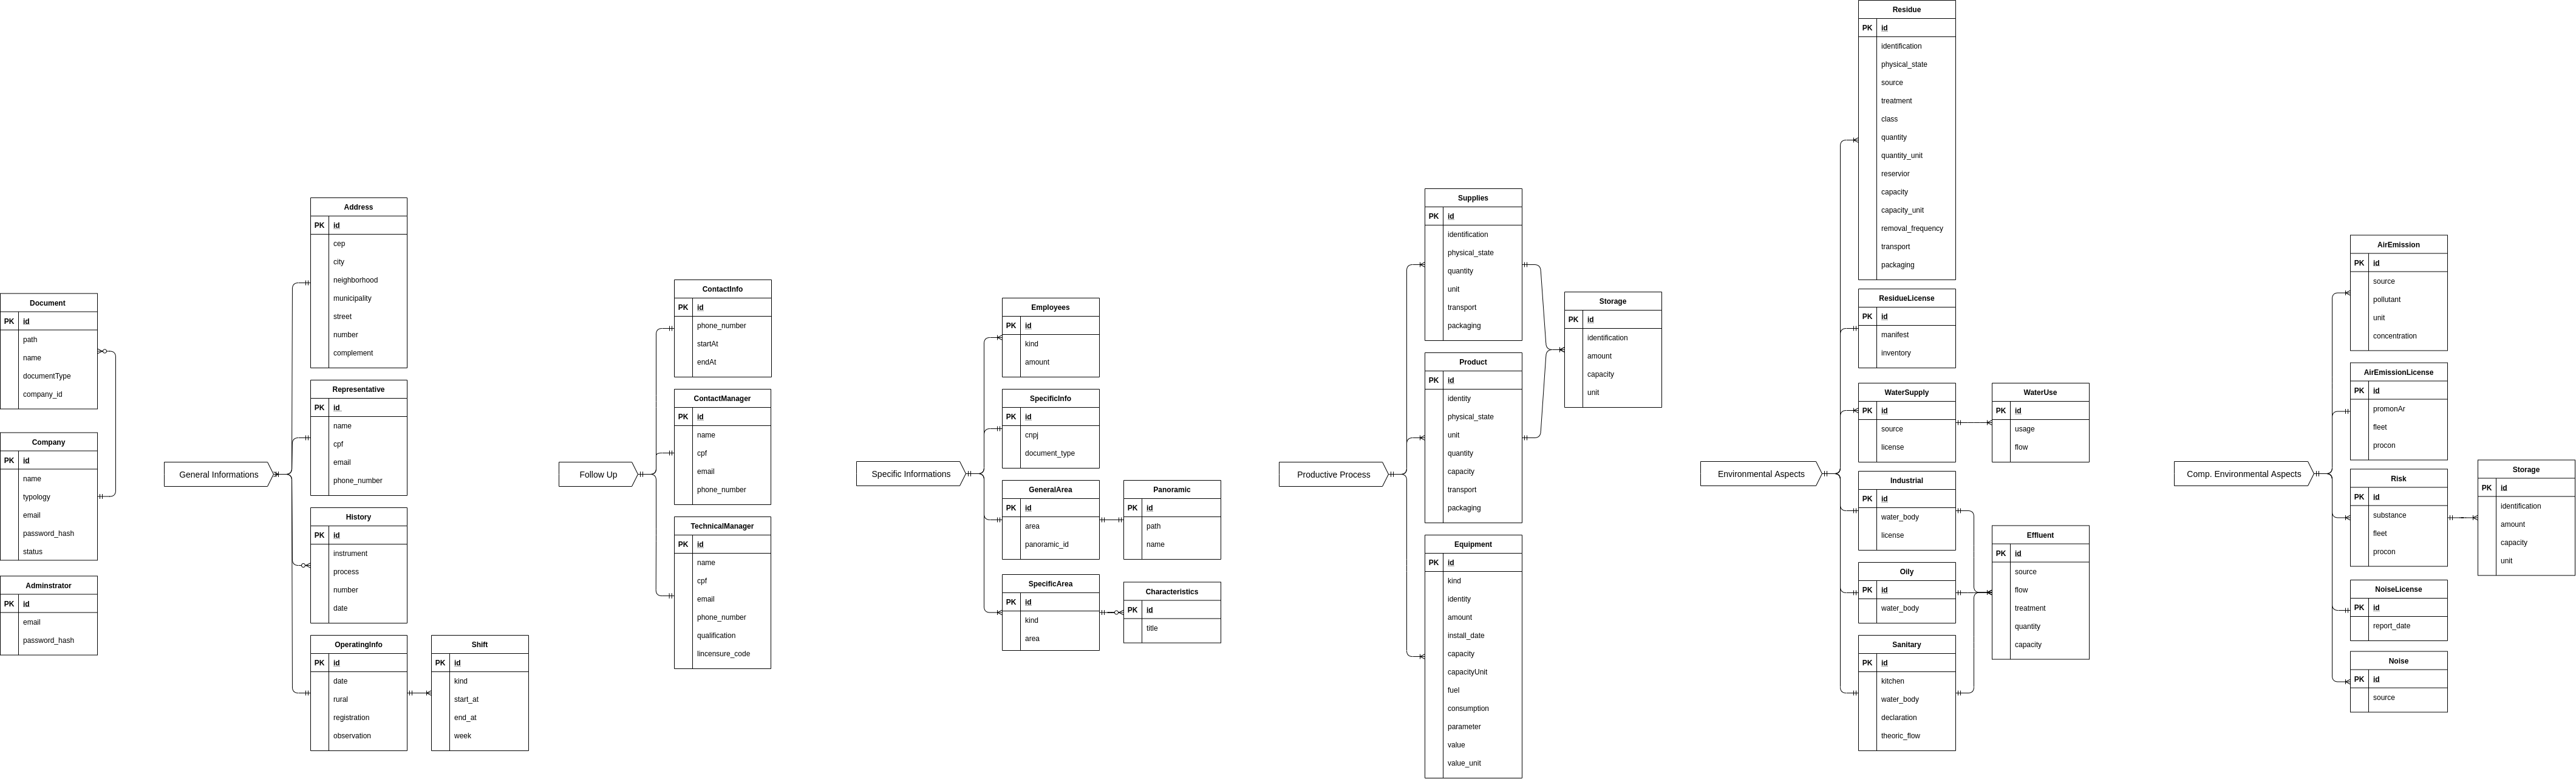 Document
PK id
path
name
documentType
company_id
Company
PK id
name
typology
email
password_hash
status
Adminstrator
PK id
email
password_hash
General Informations
Address
PK id
cep
city
neighborhood
municipality
street
number
complement
Representative
PK id
name
cpf
email
phone_number
History
PK id
instrument
process
number
date
OperatingInfo
PK id
date
rural
registration
observation
Shift
PK id
kind
start_at
end_at
week
Follow Up
ContactInfo
PK id
phone_number
startAt
endAt
ContactManager
PK id
name
cpf
email
phone_number
TechnicalManager
PK id
name
cpf
email
phone_number
qualification
lincensure_code
Specific Informations
Employees
PK id
kind
amount
SpecificInfo
PK id
cnpj
document_type
GeneralArea
PK id
area
panoramic_id
Panoramic
PK id
path
name
SpecificArea
PK id
kind
area
Characteristics
PK id
title
Productive Process
Supplies
PK id
identification
physical_state
quantity
unit
transport
packaging
Product
PK id
identity
physical_state
unit
quantity
capacity
transport
packaging
Equipment
PK id
kind
identity
amount
install_date
capacity
capacityUnit
fuel
consumption
parameter
value
value_unit
Storage
PK id
identification
amount
capacity
unit
Environmental Aspects
Residue
PK id
identification
physical_state
source
treatment
class
quantity
quantity_unit
reservior
capacity
capacity_unit
removal_frequency
transport
packaging
ResidueLicense
PK id
manifest
inventory
WaterSupply
PK id
source
license
WaterUse
PK id
usage
flow
Industrial
PK id
water_body
license
Oily
PK id
water_body
Sanitary
PK id
kitchen
water_body
declaration
theoric_flow
Effluent
PK id
source
flow
treatment
quantity
capacity
Comp. Environmental Aspects
AirEmission
PK id
source
pollutant
unit
concentration
AirEmissionLicense
PK id
promonAr
fleet
procon
Risk
PK id
substance
fleet
procon
Storage
PK id
identification
amount
capacity
unit
NoiseLicense
PK id
report_date
Noise
PK id
source